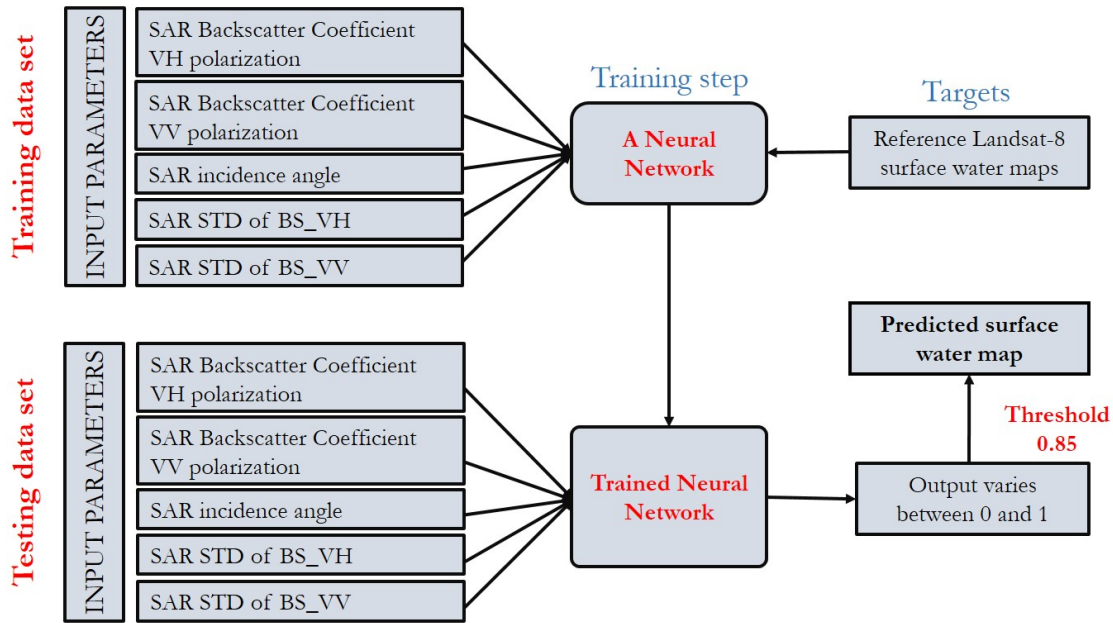 Training data set
INPUT PARAMETERS
SAR Backscatter Coefficient
VH polarization
SAR Backscatter Coefficient
VV polarization
SAR incidence angle
SAR STD of BS_VH
SAR STD of BS_VV
Training step
A Neural
Network
Targets
Reference Landsat-8
surface water maps
Testing data set
INPUT PARAMETERS
SAR Backscatter Coefficient
VH polarization
SAR Backscatter Coefficient
VV polarization
SAR incidence angle
SAR STD of BS_VH
SAR STD of BS_VV
Trained Neural
Network
Predicted surface
water map
Threshold
0.85
Output varies
between 0 and 1